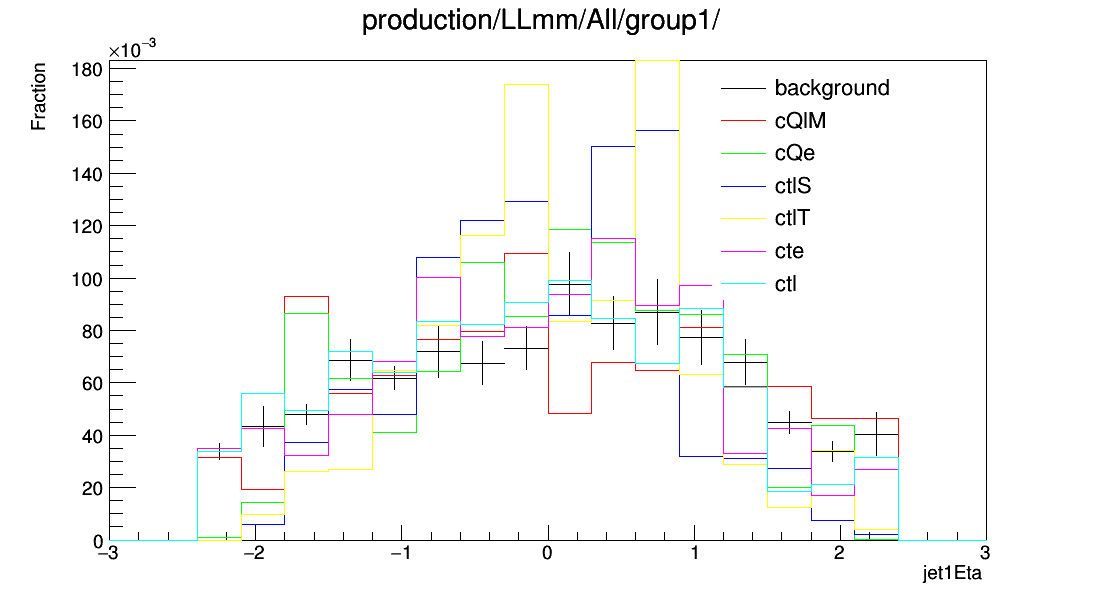 production/LLmm/All/group1/
×10⁻³
Fraction
180
160
140
120
100
80
60
40
20
0
background
cQlM
cQe
ctlS
ctlT
cte
ctl
−3 −2 −1 0 1 2 3
jet1Eta